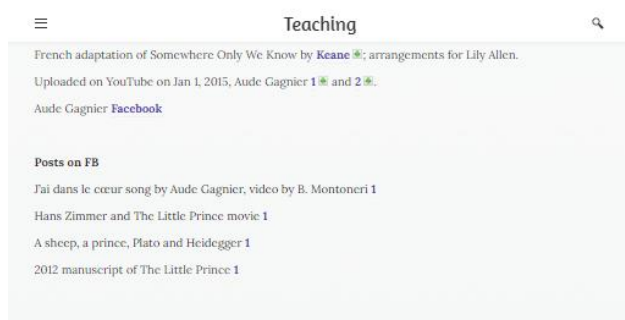 Teaching
French adaptation of Somewhere Only We Know by Keane; arrangements for Lily Allen.
Uploaded on YouTube on Jan 1, 2015, Aude Gagnier 1 and 2.
Aude Gagnier Facebook
Posts on FB
J'ai dans le cœur song by Aude Gagnier, video by B. Montoneri 1
Hans Zimmer and The Little Prince movie 1
A sheep, a prince, Plato and Heidegger 1
2012 manuscript of The Little Prince 1